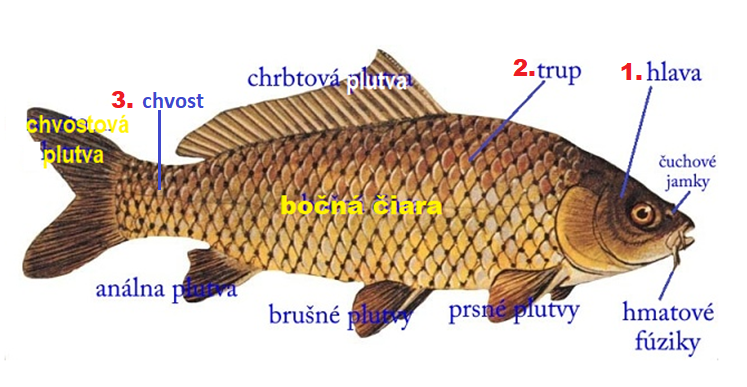 chrbtová plutva
2. trup
1. hlava
3. chvost
chvostová
plutva
čuchové
jamky
bočná čiara
análna plutva
brušné plutvy
prsné plutvy
hmatové
fúziky